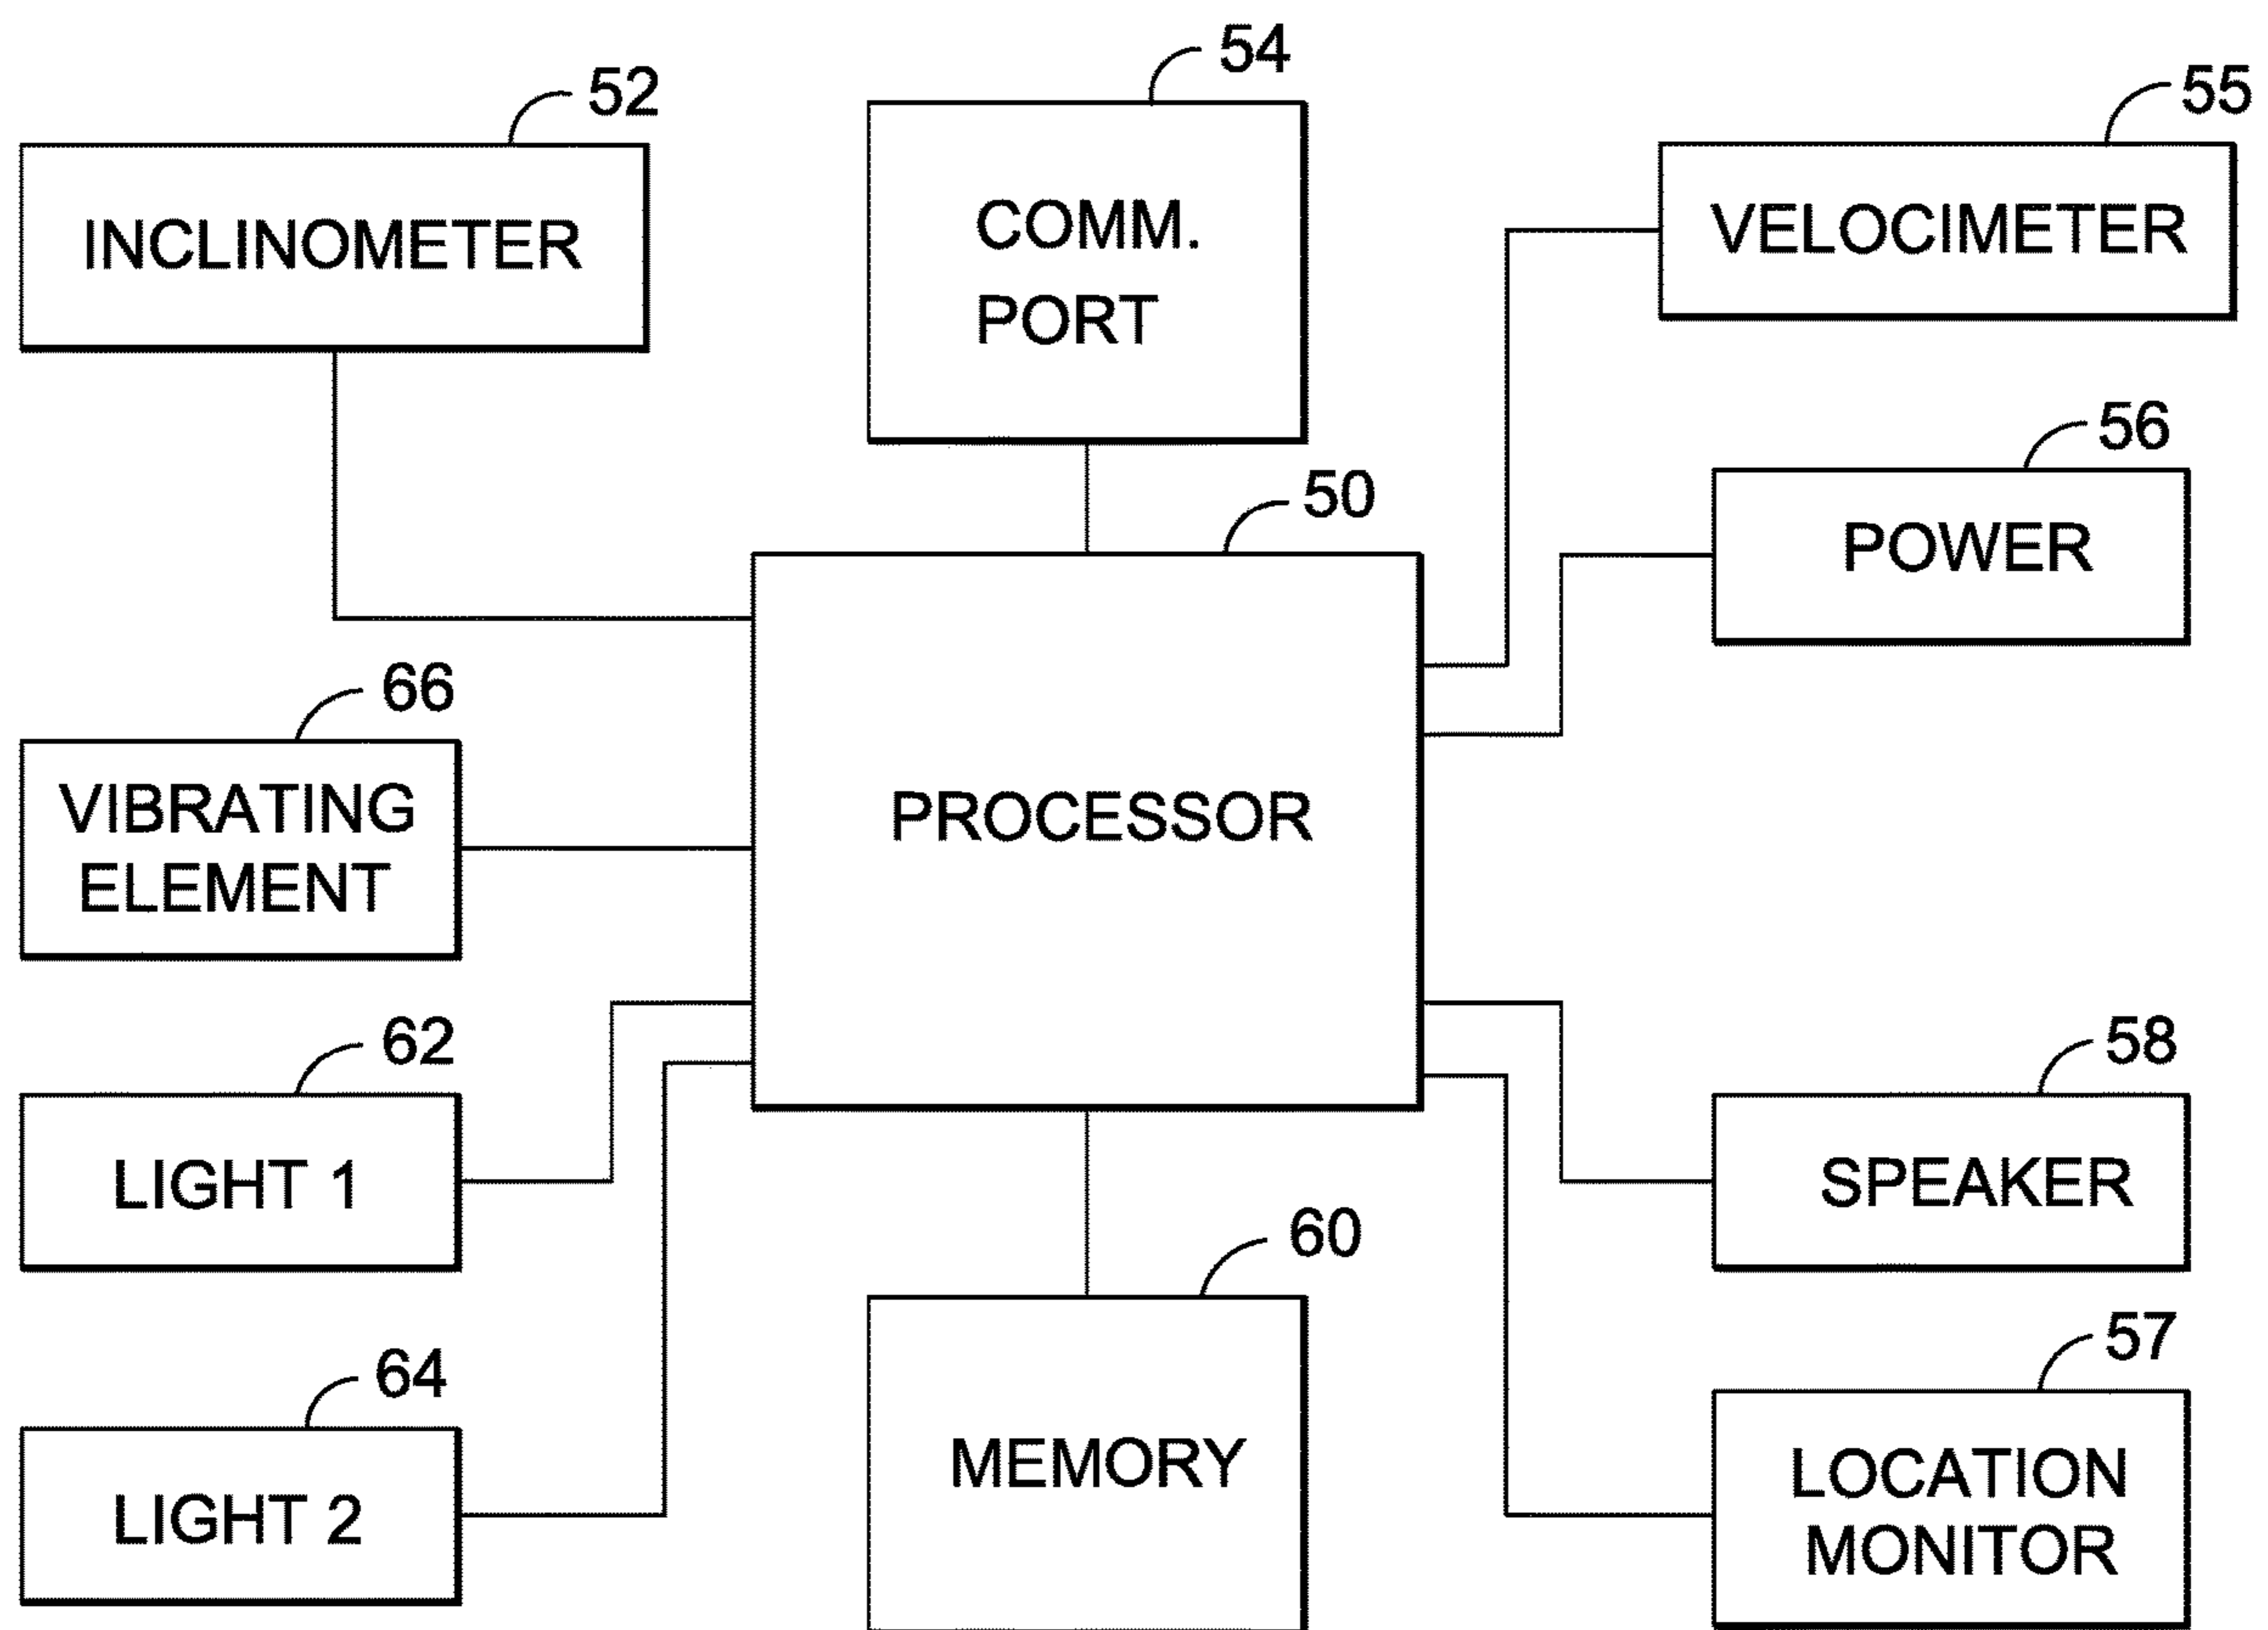 54
52
55
INCLINOMETER
COMM.
PORT
VELOCIMETER
56
POWER
50
PROCESSOR
66
VIBRATING
ELEMENT
62
LIGHT 1
58
SPEAKER
60
MEMORY
64
LIGHT 2
57
LOCATION
MONITOR